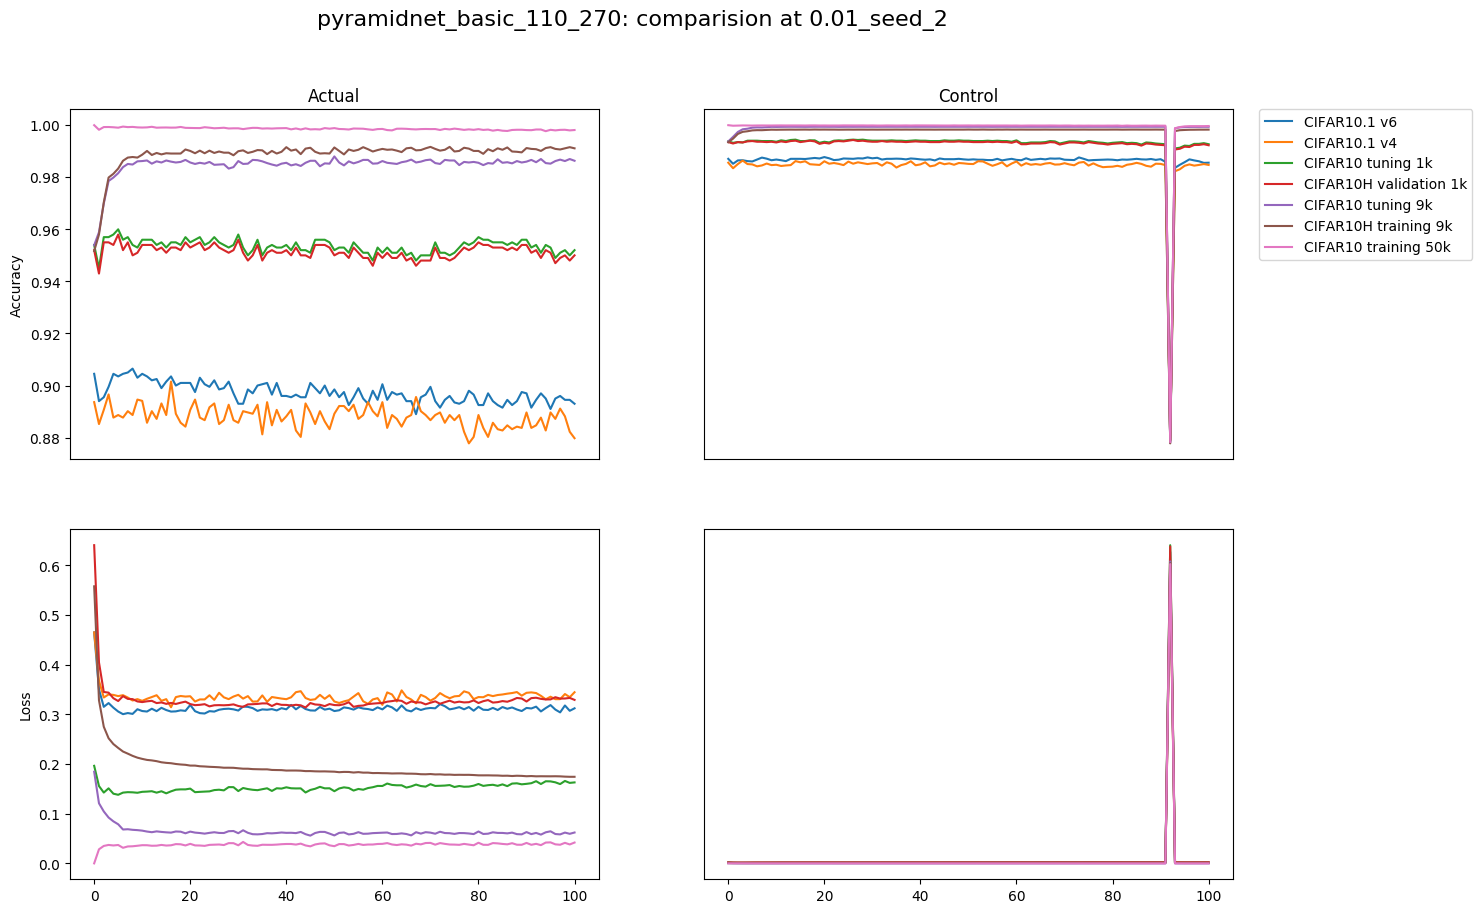 pyramidnet_basic_110_270: comparision at 0.01_seed_2
Actual
Control
1.00
0.98
0.96
0.94
0.92
0.90
0.88
Accuracy
CIFAR10.1 v6
CIFAR10.1 v4
CIFAR10 tuning 1k
CIFAR10H validation 1k
CIFAR10 tuning 9k
CIFAR10H training 9k
CIFAR10 training 50k
0.6
0.5
0.4
0.3
0.2
0.1
0.0
Loss
0 20 40 60 80 100
0 20 40 60 80 100